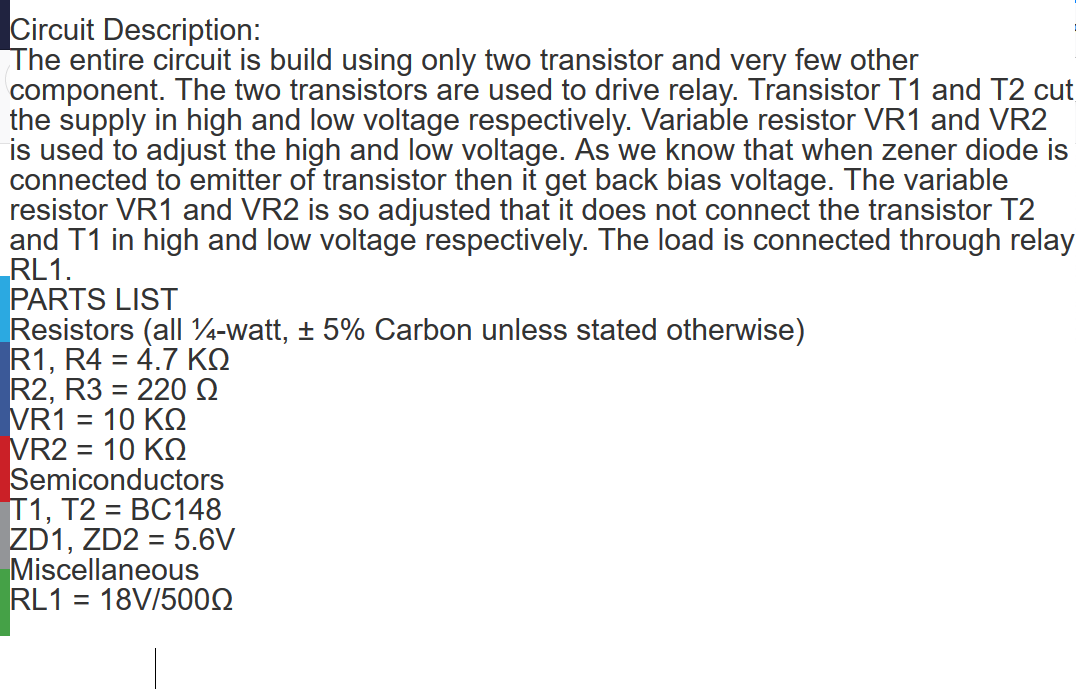 Circuit Description:
The entire circuit is build using only two transistor and very few other
component. The two transistors are used to drive relay. Transistor T1 and T2 cut
the supply in high and low voltage respectively. Variable resistor VR1 and VR2
is used to adjust the high and low voltage. As we know that when zener diode is
connected to emitter of transistor then it get back bias voltage. The variable
resistor VR1 and VR2 is so adjusted that it does not connect the transistor T2
and T1 in high and low voltage respectively. The load is connected through relay
RL1.
PARTS LIST
Resistors (all ¼-watt, ± 5% Carbon unless stated otherwise)
R1, R4 = 4.7 KΩ
R2, R3 = 220 Ω
VR1 = 10 KΩ
VR2 = 10 KΩ
Semiconductors
T1, T2 = BC148
ZD1, ZD2 = 5.6V
Miscellaneous
RL1 = 18V/500Ω